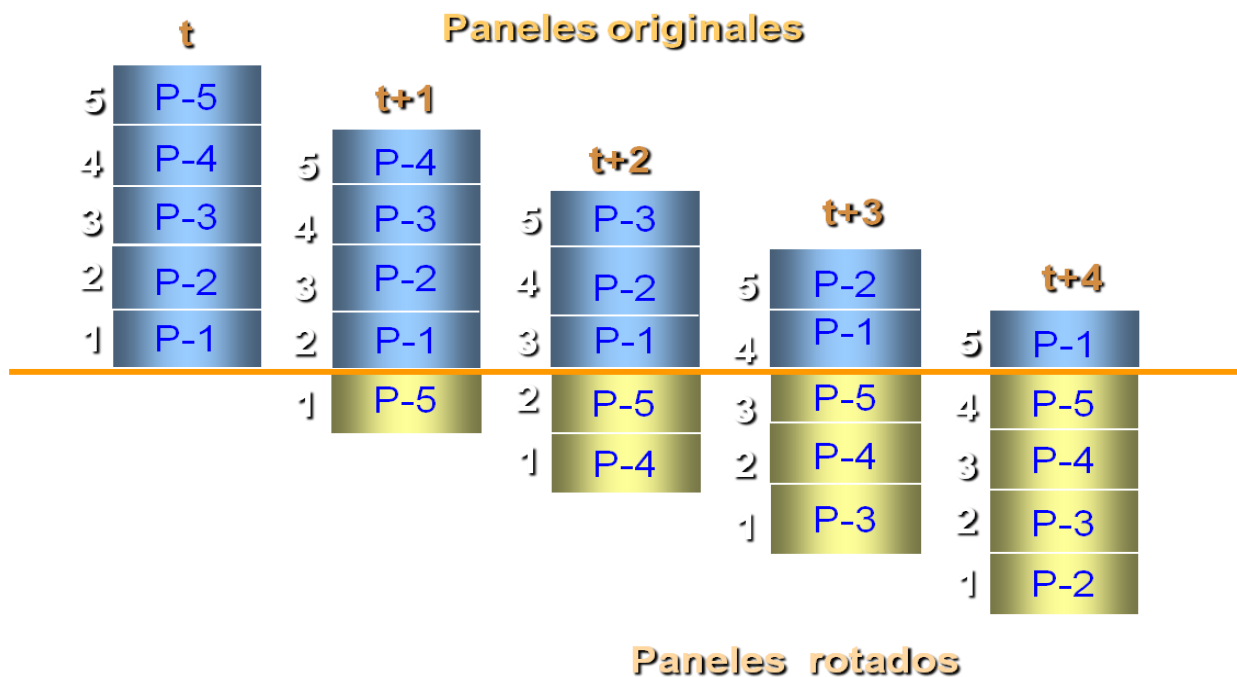 Paneles originales
t
5 P-5
4 P-4
3 P-3
2 P-2
1 P-1
t+1
5 P-4
4 P-3
3 P-2
2 P-1
1 P-5
t+2
5 P-3
4 P-2
3 P-1
2 P-5
1 P-4
t+3
5 P-2
4 P-1
3 P-5
2 P-4
1 P-3
t+4
5 P-1
4 P-5
3 P-4
2 P-3
1 P-2
Paneles rotados